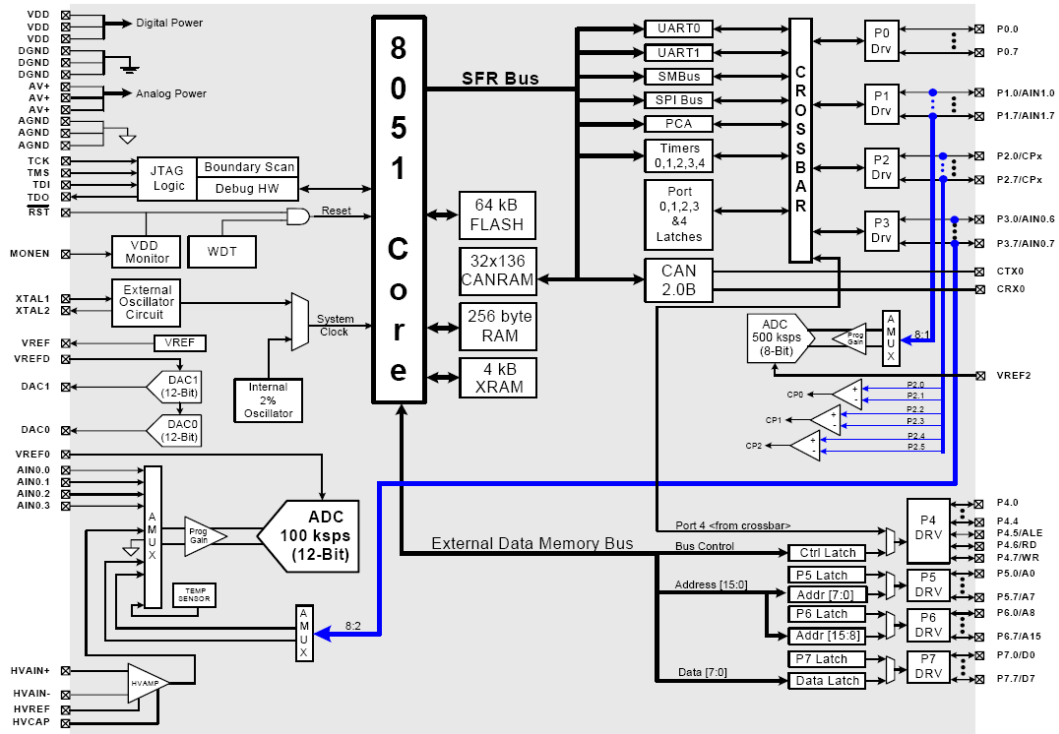 VDD
VDD
VDD
Digital Power
DGND
DGND
DGND
AV+
AV+
AV+
Analog Power
AGND
AGND
AGND
TCK
TMS
TDI
TDO
RST
MONEN
XTAL1
XTAL2
VREF
VREFD
DAC1
DAC0
VREF0
AIN0.0
AIN0.1
AIN0.2
AIN0.3
HVAIN+
HVAIN-
HVREF
HVCAP
JTAG
Logic
Boundary Scan
Debug HW
Reset
VDD
Monitor
WDT
External
Oscillator
Circuit
System
Clock
VREF
Internal
2%
Oscillator
DAC1
(12-Bit)
DAC0
(12-Bit)
A
M
U
X
Prog
Gain
ADC
100 ksps
(12-Bit)
TEMP
SENSOR
A
M
U
X
8:2
HVAMP
8
0
5
1
C
o
r
e
SFR Bus
64 kB
FLASH
32x136
CANRAM
256 byte
RAM
4 kB
XRAM
External Data Memory Bus
UART0
UART1
SMBus
SPI Bus
PCA
Timers
0,1,2,3,4
Port
0,1,2,3
&4
Latches
CAN
2.0B
C
R
O
S
S
B
A
R
P0
Drv
P1
Drv
P2
Drv
P3
Drv
P0.0
P0.7
P1.0/AIN1.0
P1.7/AIN1.7
P2.0/CPx
P2.7/CPx
P3.0/AIN0.6
P3.7/AIN0.7
CTX0
CRX0
VREF2
ADC
500 ksps
(8-Bit)
Prog
Gain
A
M
U
X
8:1
CP0
+
-
P2.0
P2.1
CP1
+
-
P2.2
P2.3
CP2
+
-
P2.4
P2.5
Port 4 <from crossbar>
Bus Control
Ctrl Latch
Address [15:0]
P5 Latch
Addr [7:0]
P6 Latch
Addr [15:8]
P7 Latch
Data [7:0]
Data Latch
P4
DRV
P5
DRV
P6
DRV
P7
DRV
P4.0
P4.4
P4.5/ALE
P4.6/RD
P4.7/WR
P5.0/A0
P5.7/A7
P6.0/A8
P6.7/A15
P7.0/D0
P7.7/D7